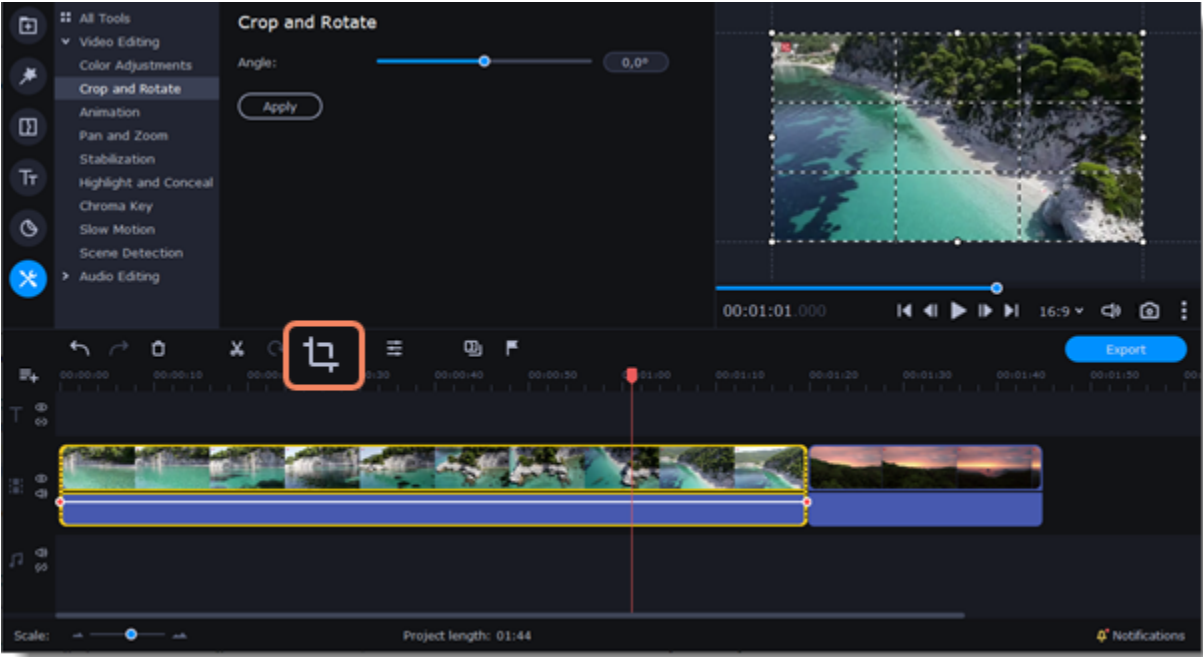 All Tools
Video Editing
Color Adjustments
Crop and Rotate
Animation
Pan and Zoom
Stabilization
Highlight and Conceal
Chroma Key
Slow Motion
Scene Detection
Audio Editing
Crop and Rotate
Angle:
0,0°
Apply
00:01:01.000
16:9
Export
00:00:00 00:00:10 00:00:40 00:00:50 00:01:10 00:01:20 00:01:30 00:01:40 00:01:50
Scale:
Project length: 01:44
Notifications